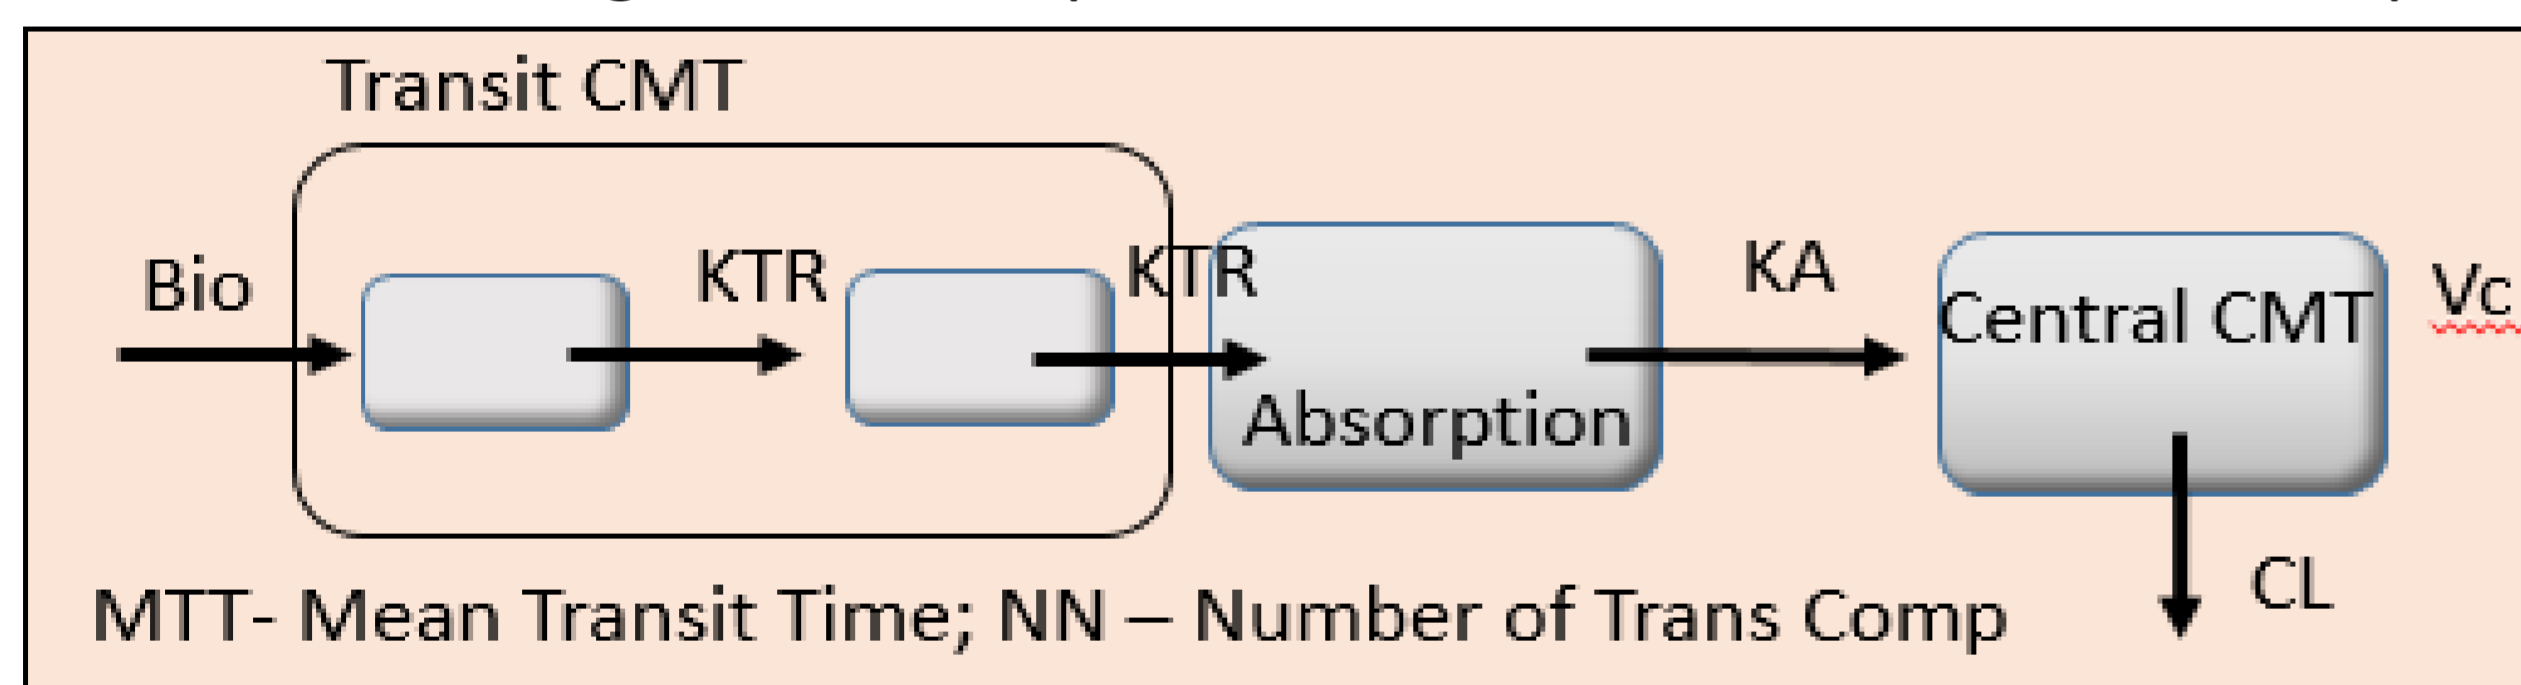 Transit CMT
Bio
KTR
KTR
KA
Central CMT
Vc
Absorption
CL
MTT- Mean Transit Time; NN – Number of Trans Comp